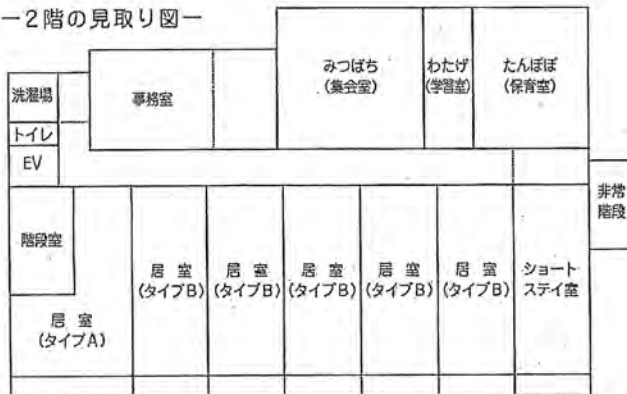 ー2階の見取り図ー
みつばち
(集会室)
わたげ
(学習室)
たんぽぽ
(保育室)
洗濯場
事務室
トイレ
EV
非常
階段
階段室
居室
(タイプB)
居室
(タイプB)
居室
(タイプB)
居室
(タイプB)
居室
(タイプB)
ショート
ステイ室
居室
(タイプA)